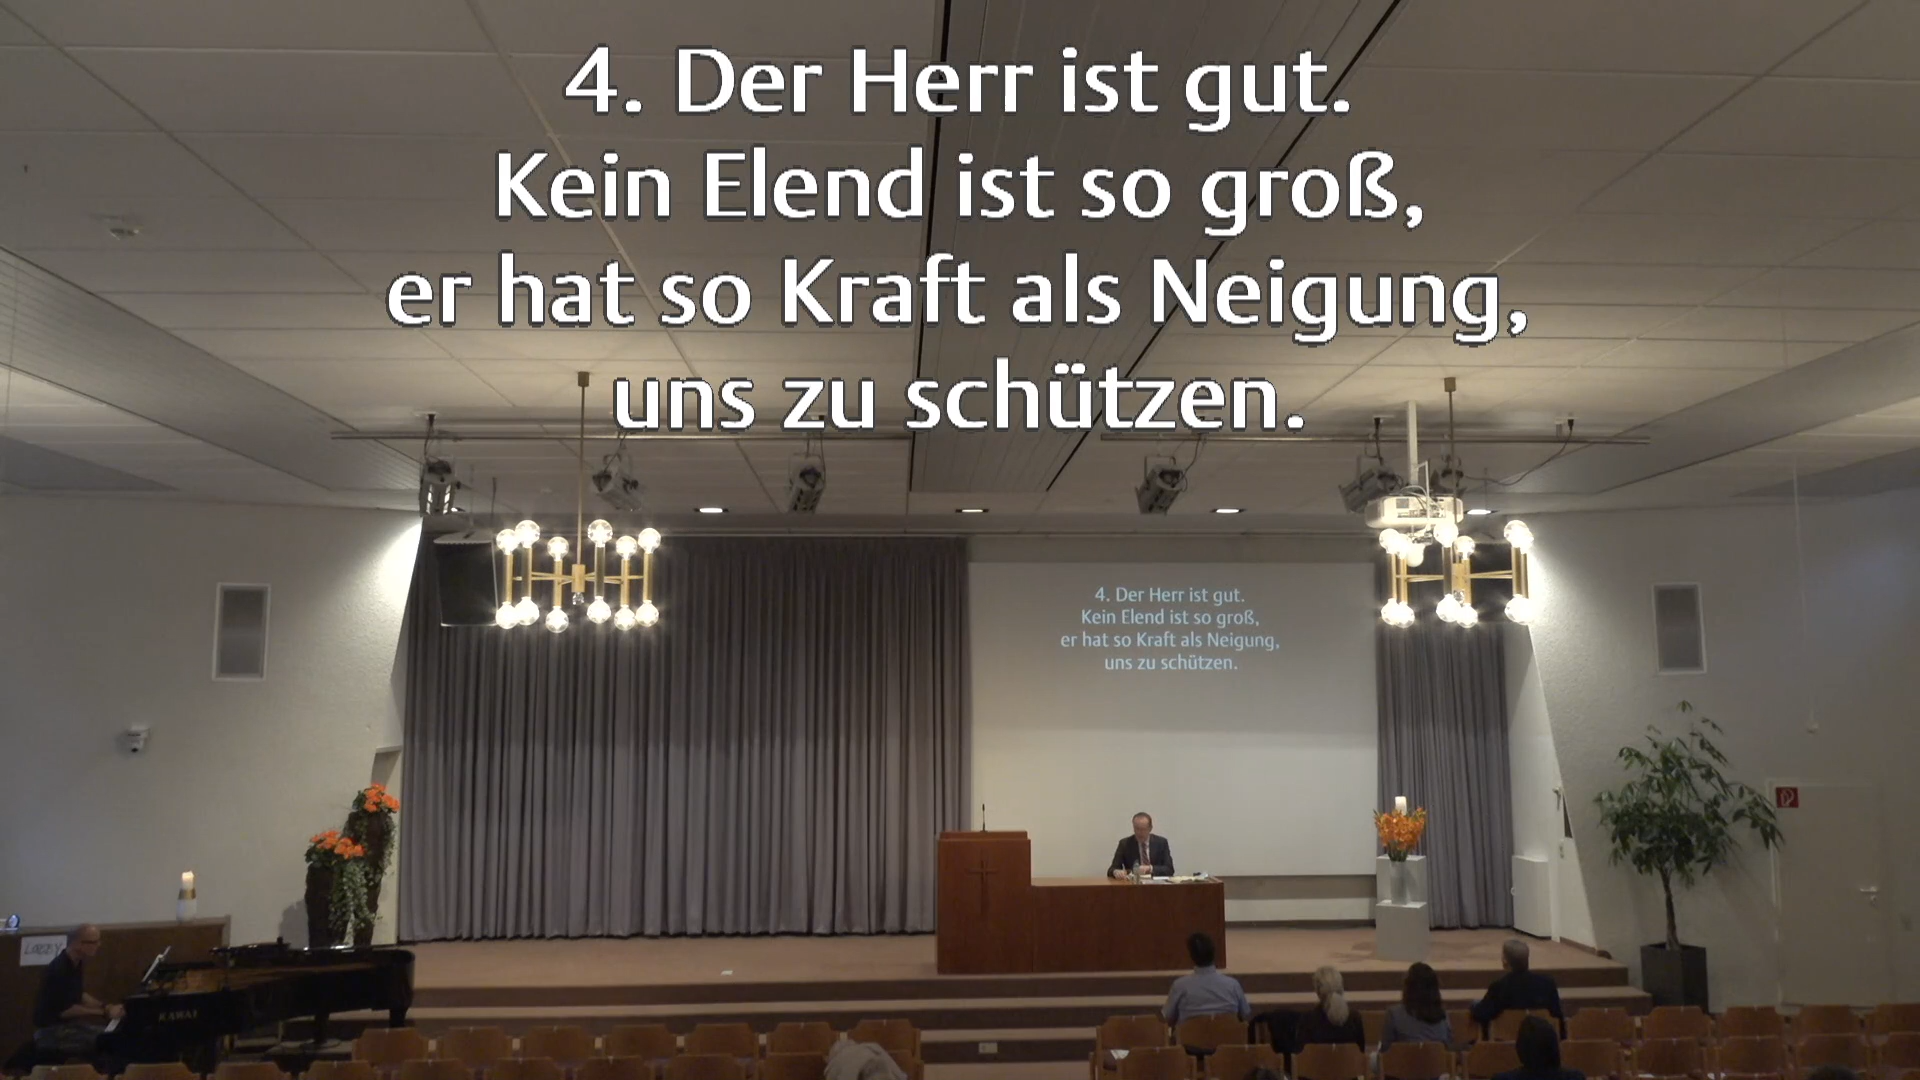 4. Der Herr ist gut.
Kein Elend ist so groß,
er hat so Kraft als Neigung,
uns zu schützen.
4. Der Herr ist gut.
Kein Elend ist so groß,
er hat so Kraft als Neigung,
uns zu schützen.
KAWAI